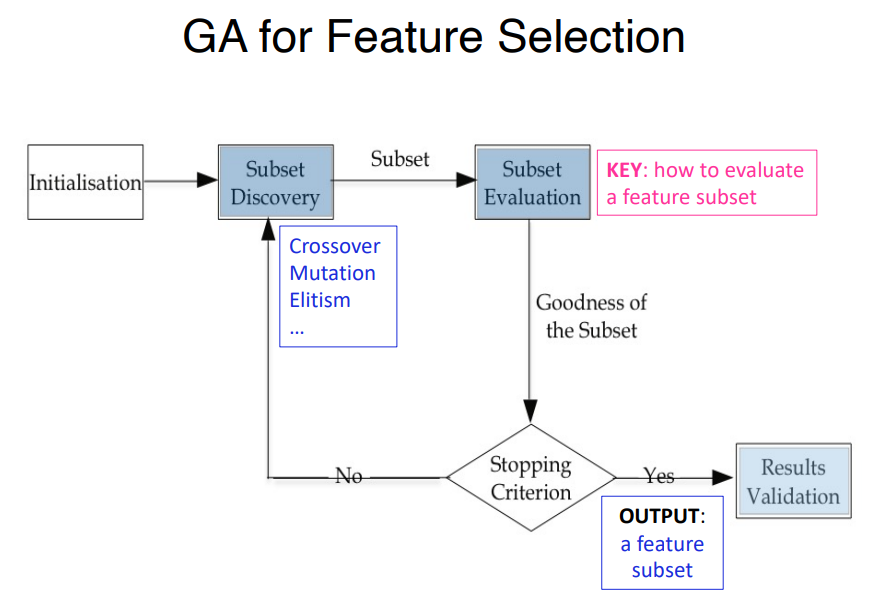 GA for Feature Selection
Initialisation
Subset
Discovery
Subset
Subset
Evaluation
KEY: how to evaluate
a feature subset
Crossover
Mutation
Elitism
...
Goodness of
the Subset
Stopping
Criterion
No
Yes
Results
Validation
OUTPUT:
a feature
subset